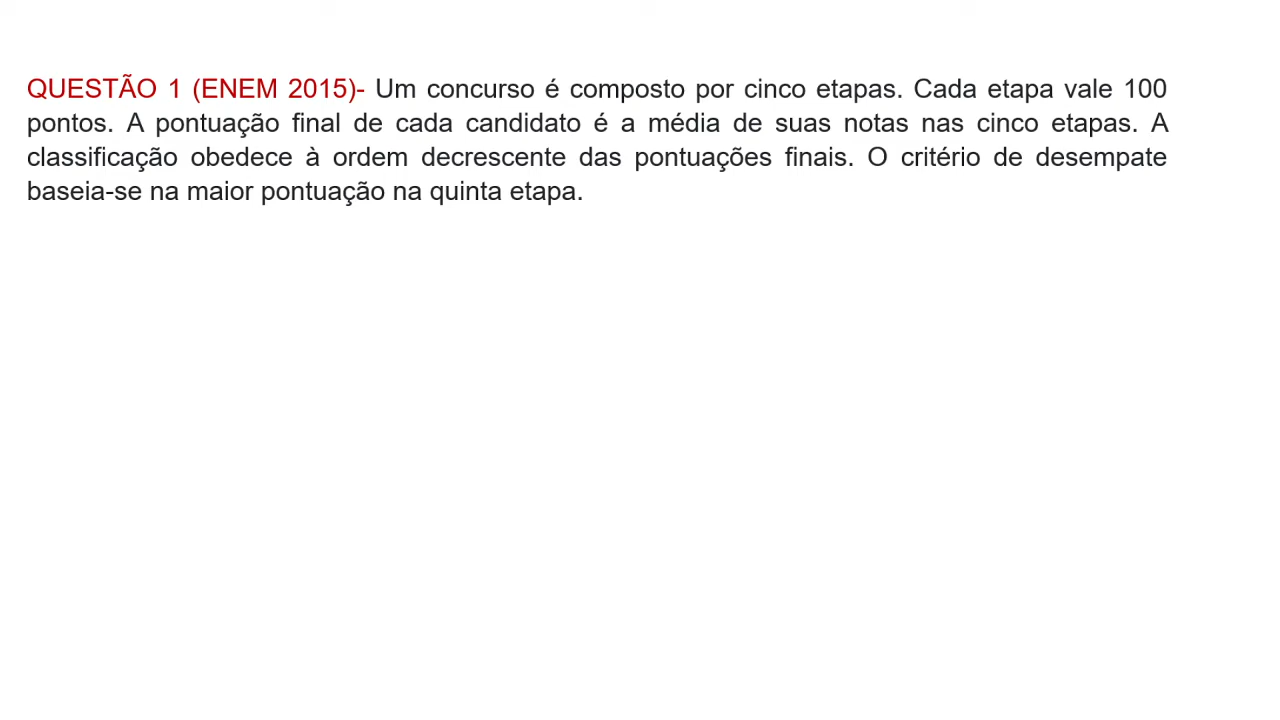 QUESTÃO 1 (ENEM 2015)- Um concurso é composto por cinco etapas. Cada etapa vale 100
pontos. A pontuação final de cada candidato é a média de suas notas nas cinco etapas. A
classificação obedece à ordem decrescente das pontuações finais. O critério de desempate
baseia-se na maior pontuação na quinta etapa.